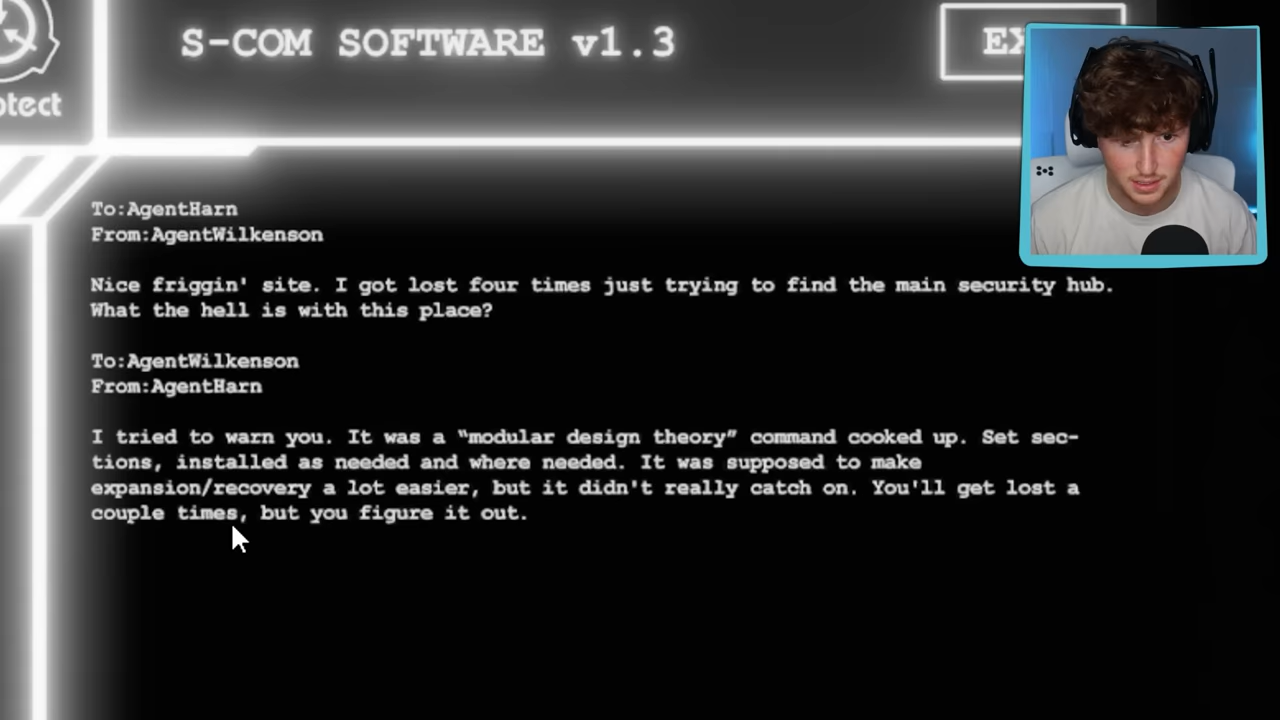 S-COM SOFTWARE v1.3
otect
To:AgentHarn
From:AgentWilkenson
Nice friggin' site. I got lost four times just trying to find the main security hub.
What the hell is with this place?
To:AgentWilkenson
From:AgentHarn
I tried to warn you. It was a “modular design theory” command cooked up. Set sec-
tions, installed as needed and where needed. It was supposed to make
expansion/recovery a lot easier, but it didn't really catch on. You'll get lost a
couple times, but you figure it out.